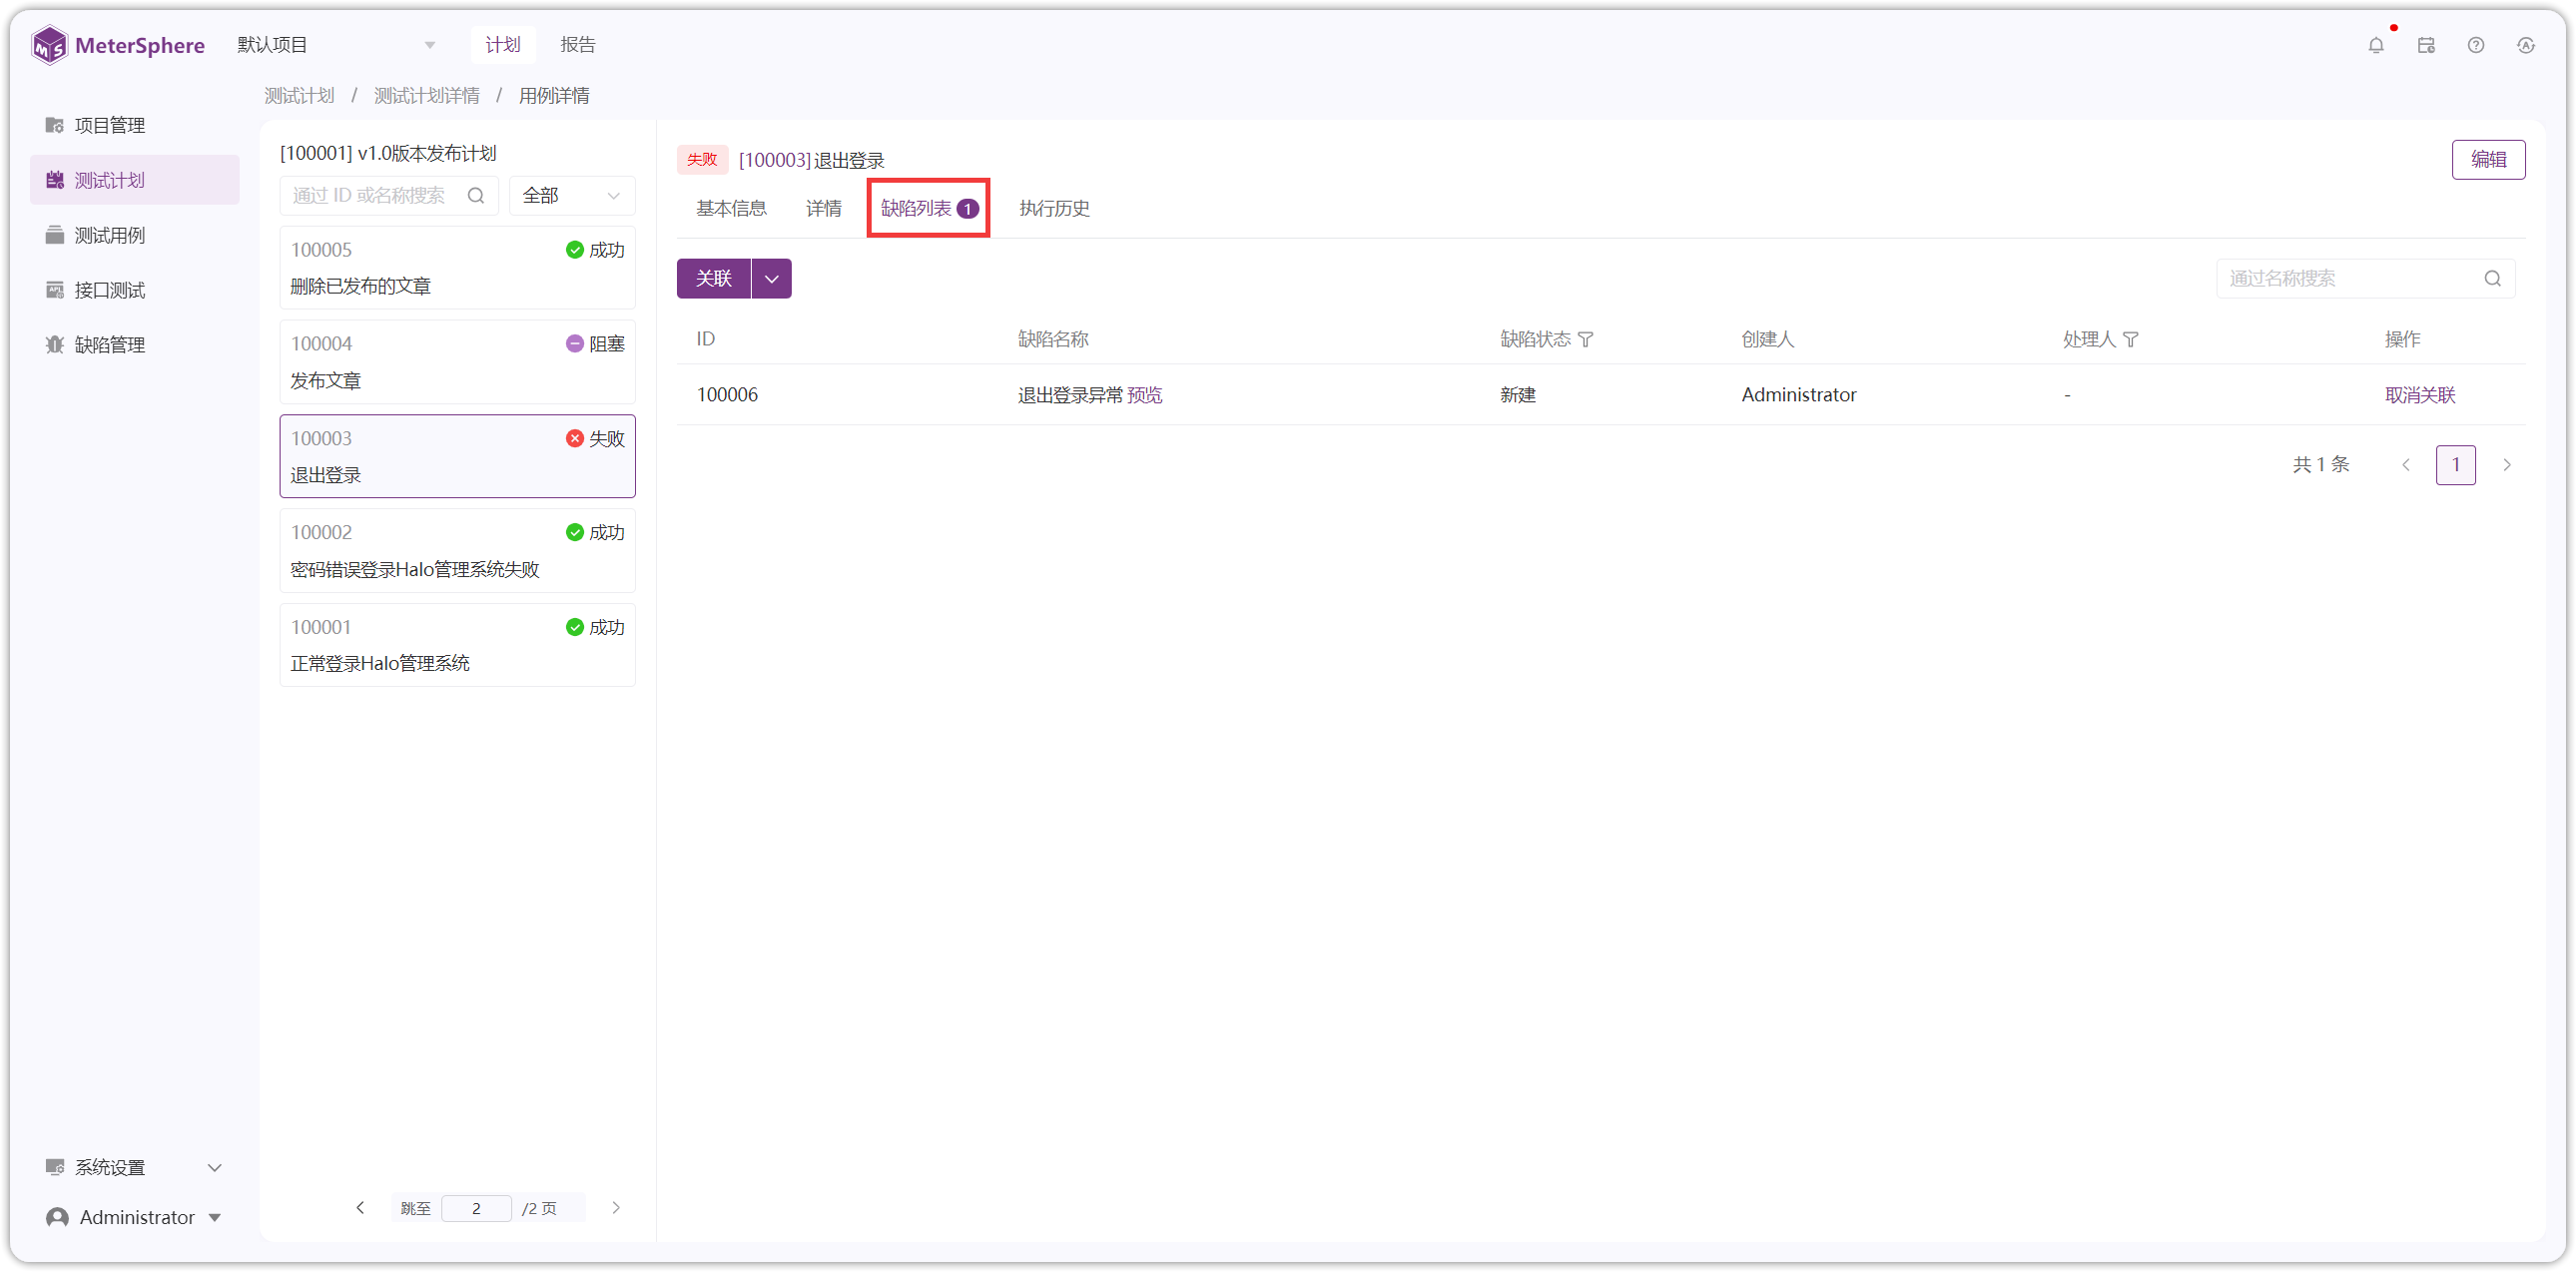 MeterSphere 默认项目 计划 报告
测试计划 / 测试计划详情 / 用例详情
项目管理
测试计划
测试用例
接口测试
缺陷管理
系统设置
Administrator
[100001] v1.0版本发布计划
通过 ID 或名称搜索 全部
100005 成功
删除已发布的文章
100004 阻塞
发布文章
100003 失败
退出登录
100002 成功
密码错误登录Halo管理系统失败
100001 成功
正常登录Halo管理系统
跳至 2 /2 页
失败 [100003] 退出登录 编辑
基本信息 详情 缺陷列表 1 执行历史
关联 通过名称搜索
ID 缺陷名称 缺陷状态 创建人 处理人 操作
100006 退出登录异常 预览 新建 Administrator - 取消关联
共 1 条 1